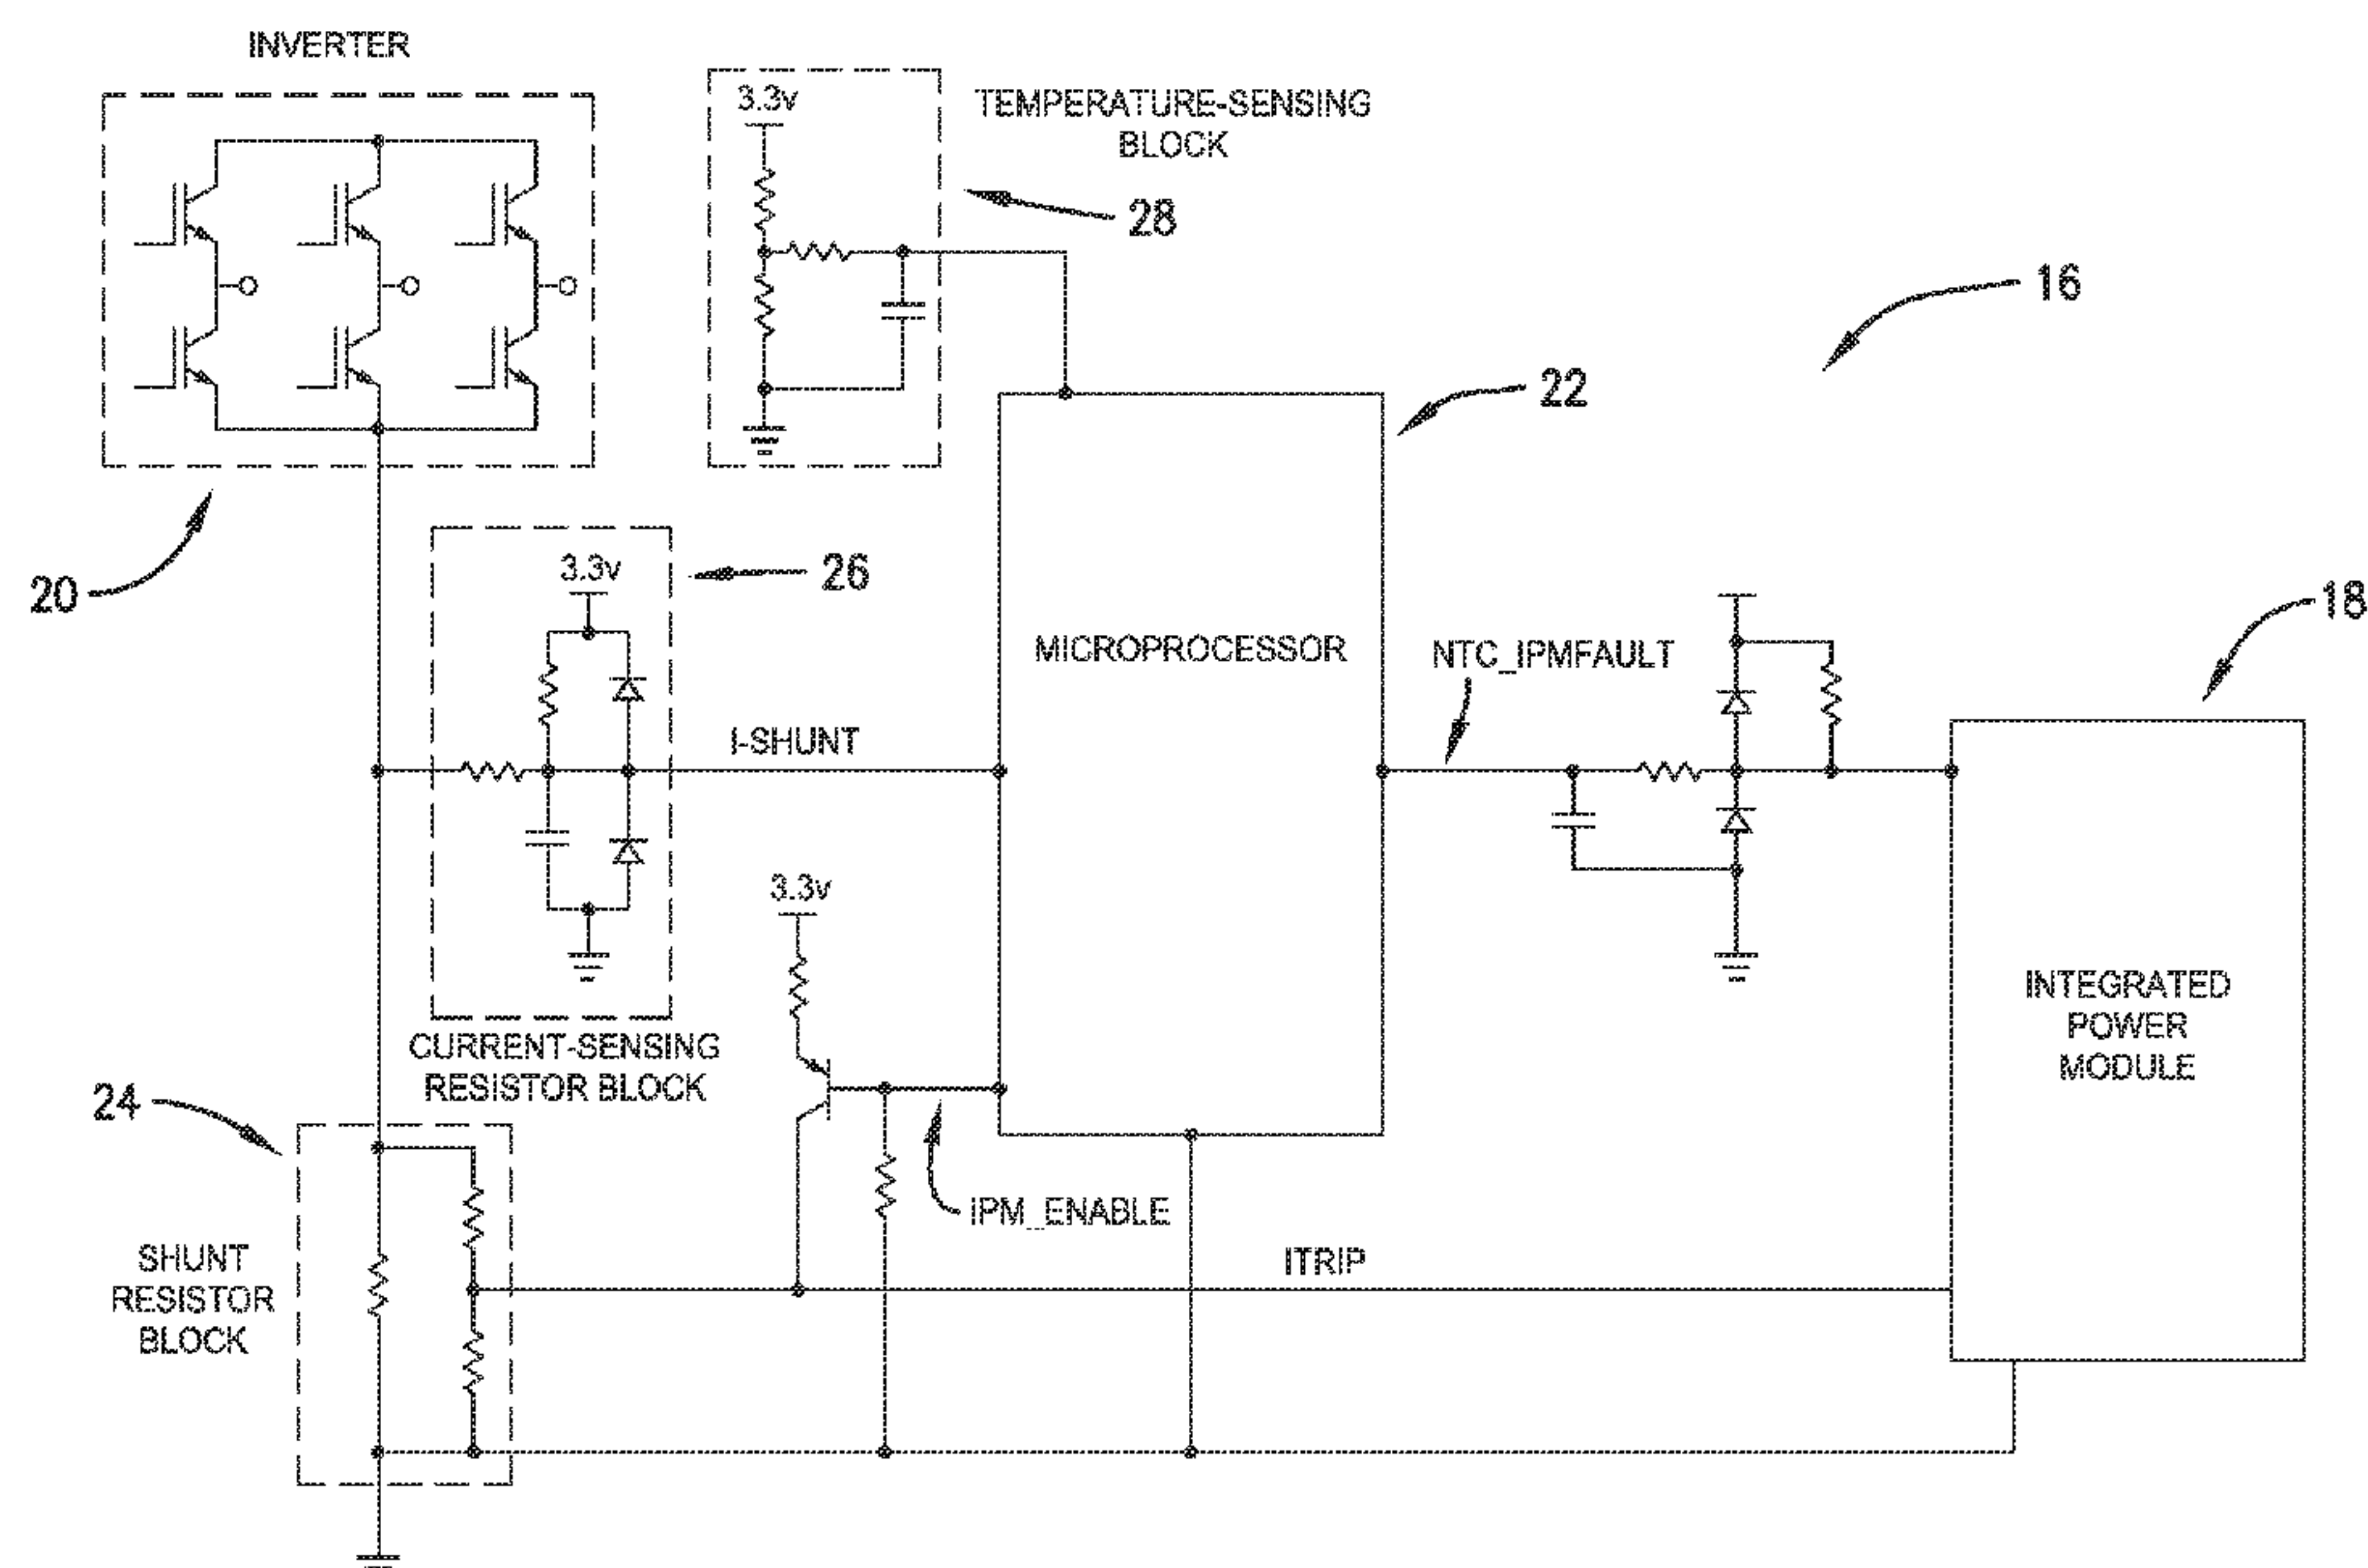 INVERTER
3.3v
TEMPERATURE-SENSING
BLOCK
28
16
22
20
3.3v
26
18
MICROPROCESSOR
NTC_IPMFAULT
I-SHUNT
3.3v
INTEGRATED
POWER
MODULE
CURRENT-SENSING
RESISTOR BLOCK
24
IPM_ENABLE
SHUNT
RESISTOR
BLOCK
ITRIP